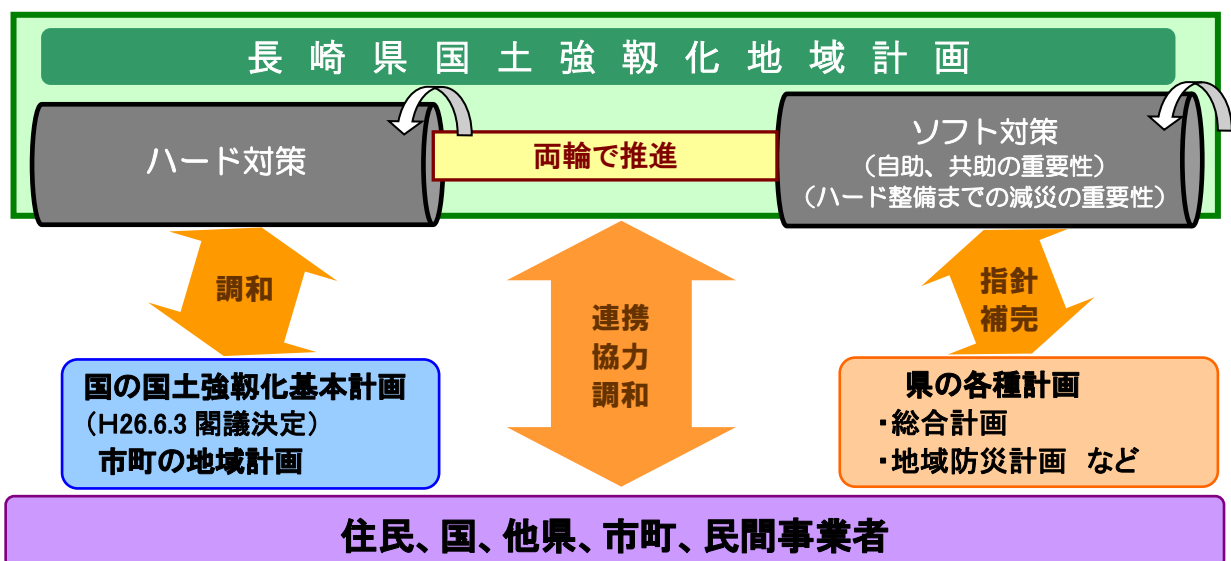 長崎県国土強靱化地域計画
ハード対策
両輪で推進
ソフト対策
（自助、共助の重要性）
（ハード整備までの減災の重要性）
調和
連携
協力
調和
指針
補完
国の国土強靱化基本計画
（H26.6.3 閣議決定）
市町の地域計画
県の各種計画
・総合計画
・地域防災計画 など
住民、国、他県、市町、民間事業者